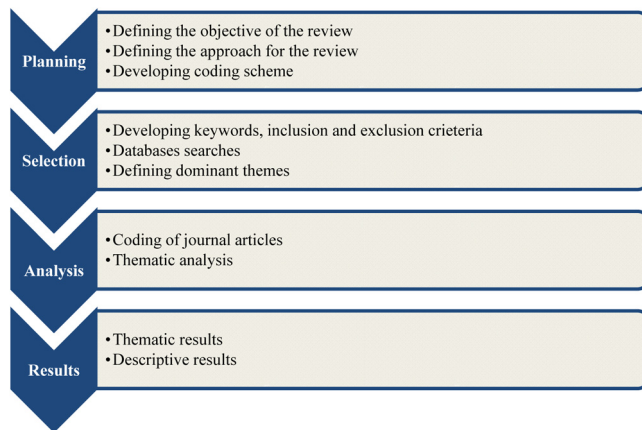 Planning
•Defining the objective of the review
•Defining the approach for the review
•Developing coding scheme
Selection
•Developing keywords, inclusion and exclusion crieteria
•Databases searches
•Defining dominant themes
Analysis
•Coding of journal articles
•Thematic analysis
Results
•Thematic results
•Descriptive results